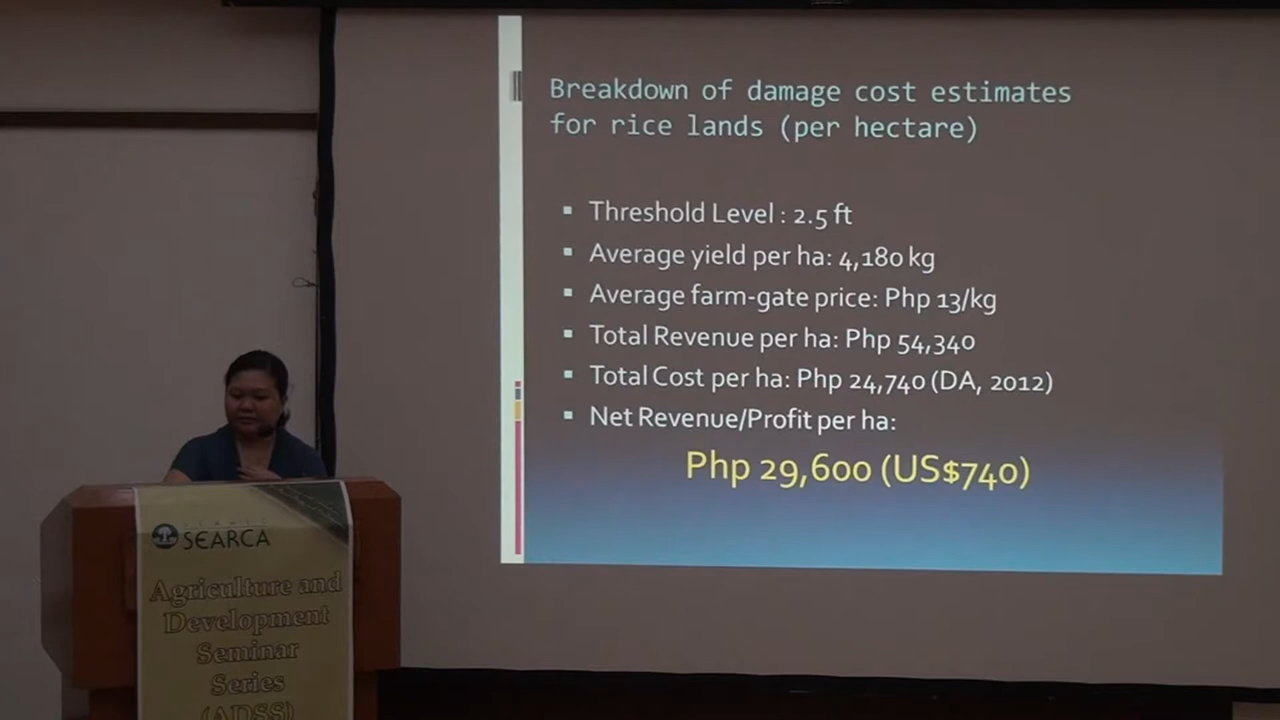 Breakdown of damage cost estimates
for rice lands (per hectare)
▪ Threshold Level : 2.5 ft
▪ Average yield per ha: 4,180 kg
▪ Average farm-gate price: Php 13/kg
▪ Total Revenue per ha: Php 54,340
▪ Total Cost per ha: Php 24,740 (DA, 2012)
▪ Net Revenue/Profit per ha:
Php 29,600 (US$740)
SEARCA
Agriculture and
Development
Seminar
Series
(ADSS)